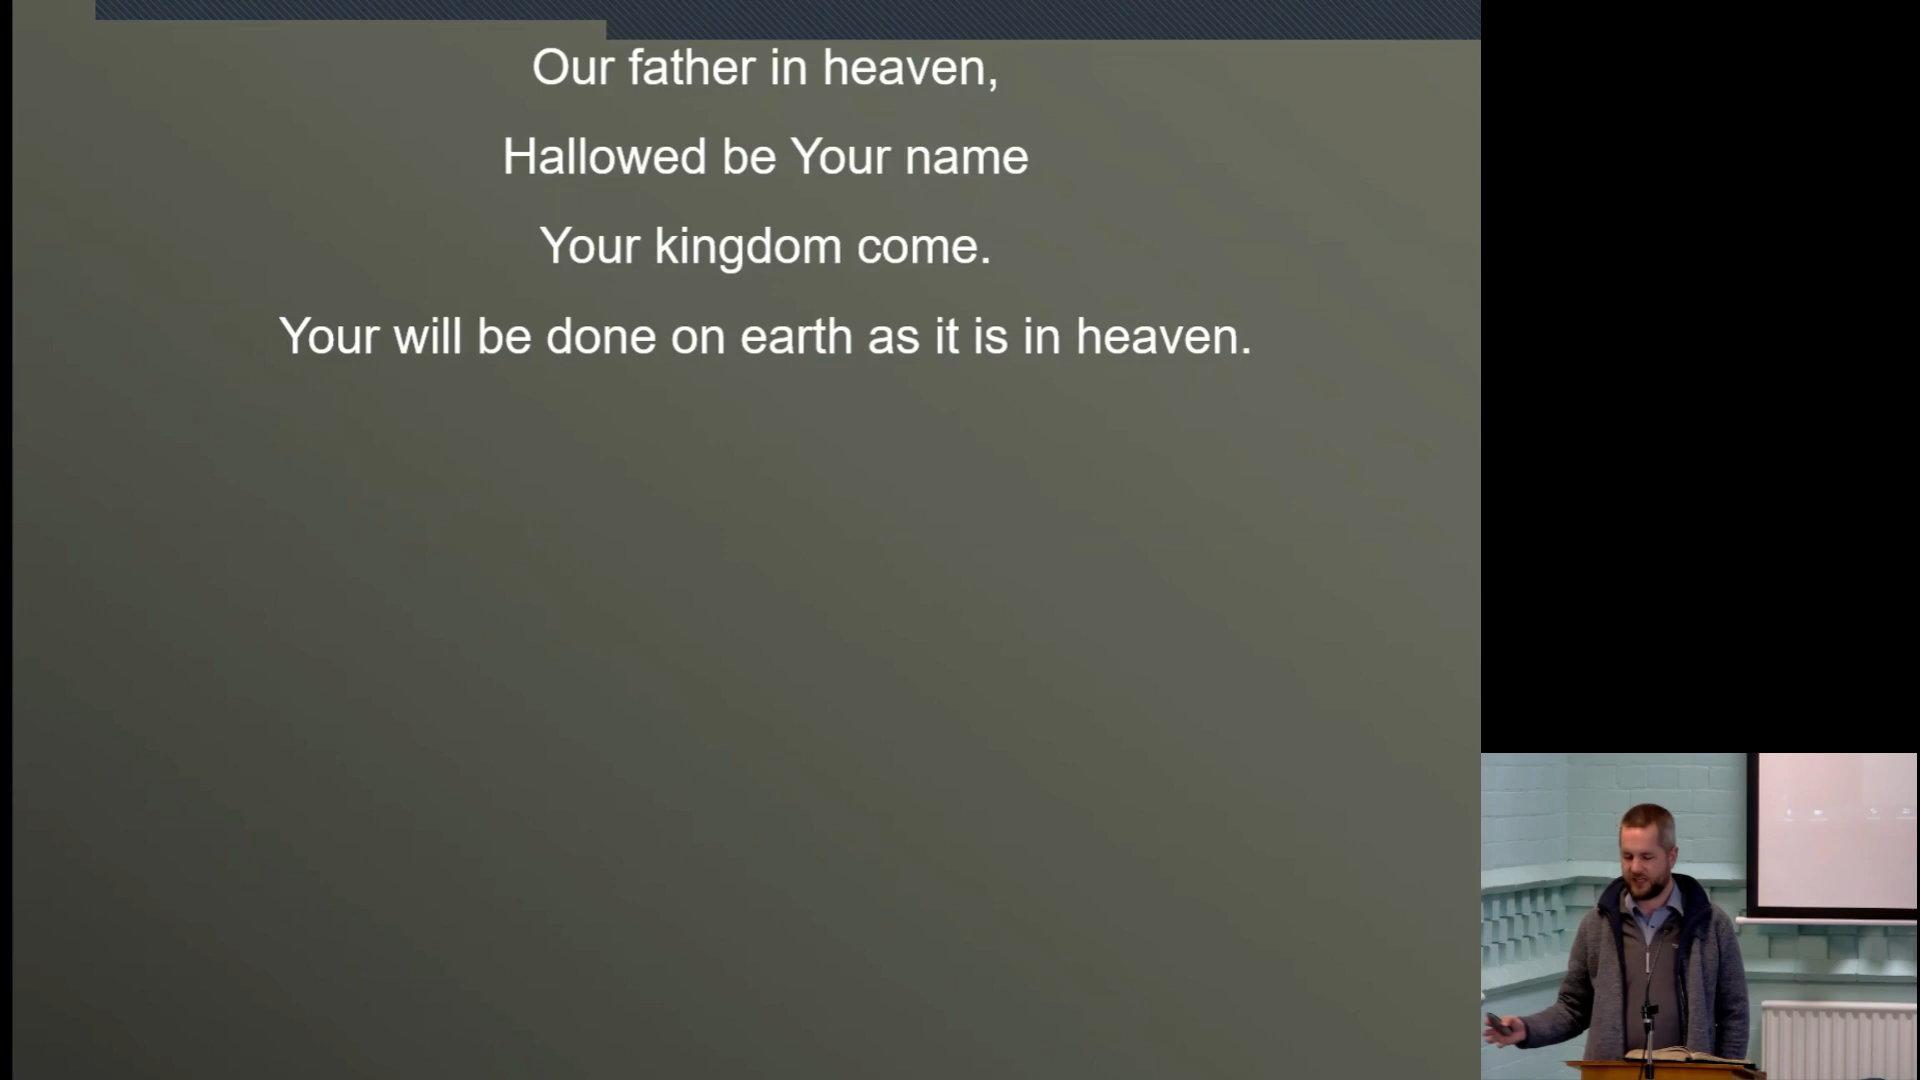 Our father in heaven,
Hallowed be Your name
Your kingdom come.
Your will be done on earth as it is in heaven.